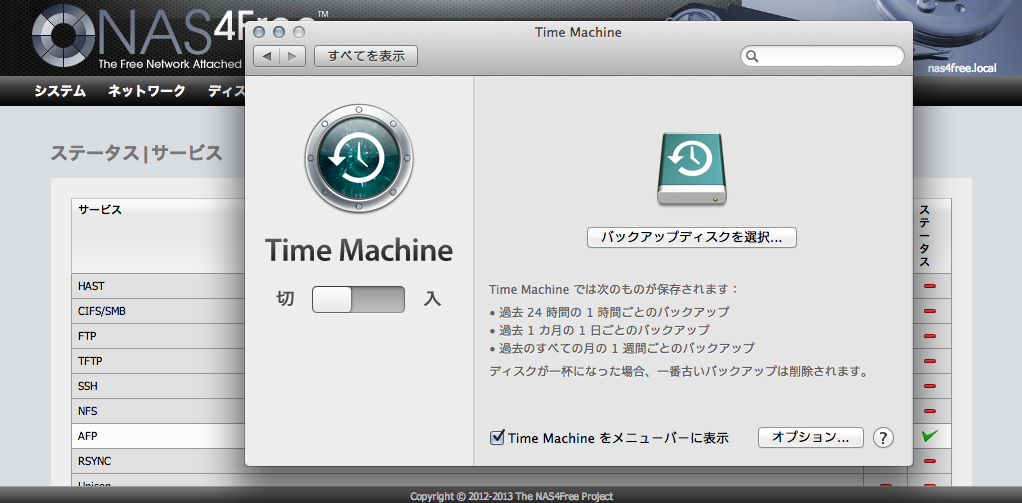 NAS4Free™
The Free Network Attached
nas4free.local
システム ネットワーク ディス
ステータス|サービス
サービス
ステータス
HAST
CIFS/SMB
FTP
TFTP
SSH
NFS
AFP
RSYNC
Unison
Time Machine
すべてを表示
Time Machine
切 入
バックアップディスクを選択...
Time Machine では次のものが保存されます：
• 過去 24 時間の 1 時間ごとのバックアップ
• 過去 1 カ月の 1 日ごとのバックアップ
• 過去のすべての月の 1 週間ごとのバックアップ
ディスクが一杯になった場合、一番古いバックアップは削除されます。
Time Machine をメニューバーに表示
オプション... ?
Copyright © 2012-2013 The NAS4Free Project